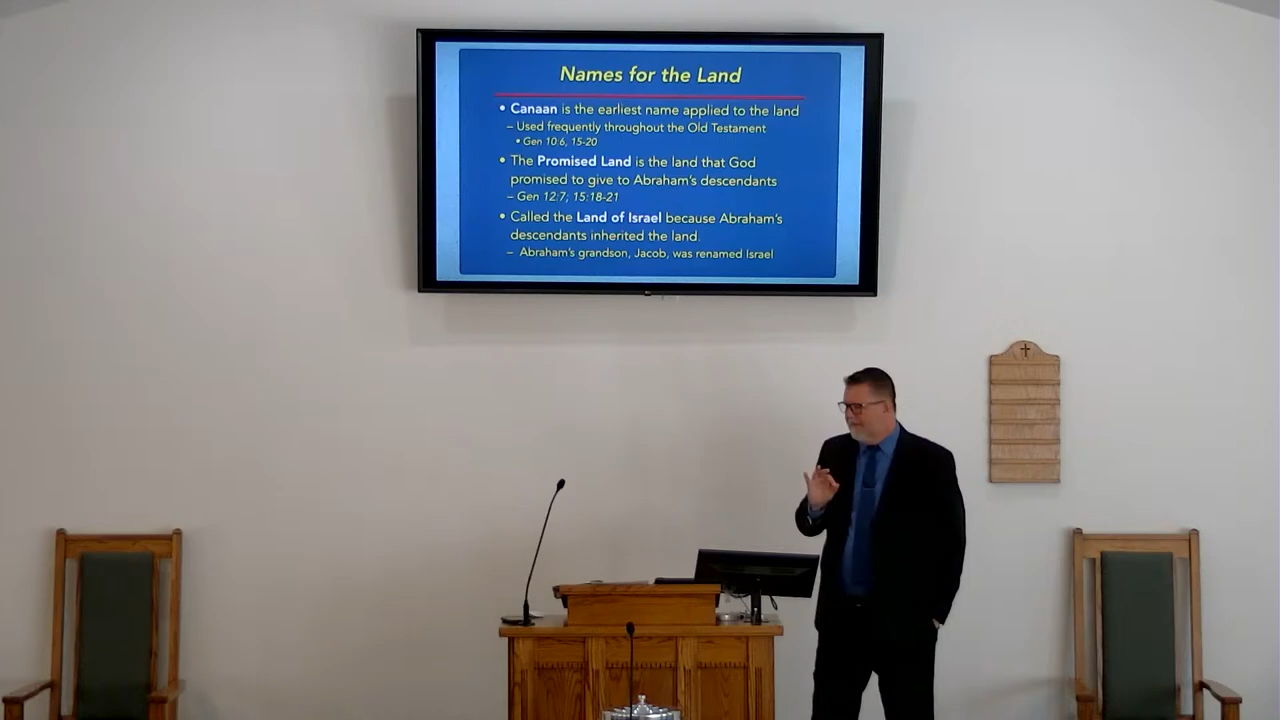 Names for the Land
• Canaan is the earliest name applied to the land
– Used frequently throughout the Old Testament
• Gen 10:6, 15-20
• The Promised Land is the land that God
promised to give to Abraham's descendants
– Gen 12:7; 15:18-21
• Called the Land of Israel because Abraham's
descendants inherited the land.
– Abraham's grandson, Jacob, was renamed Israel